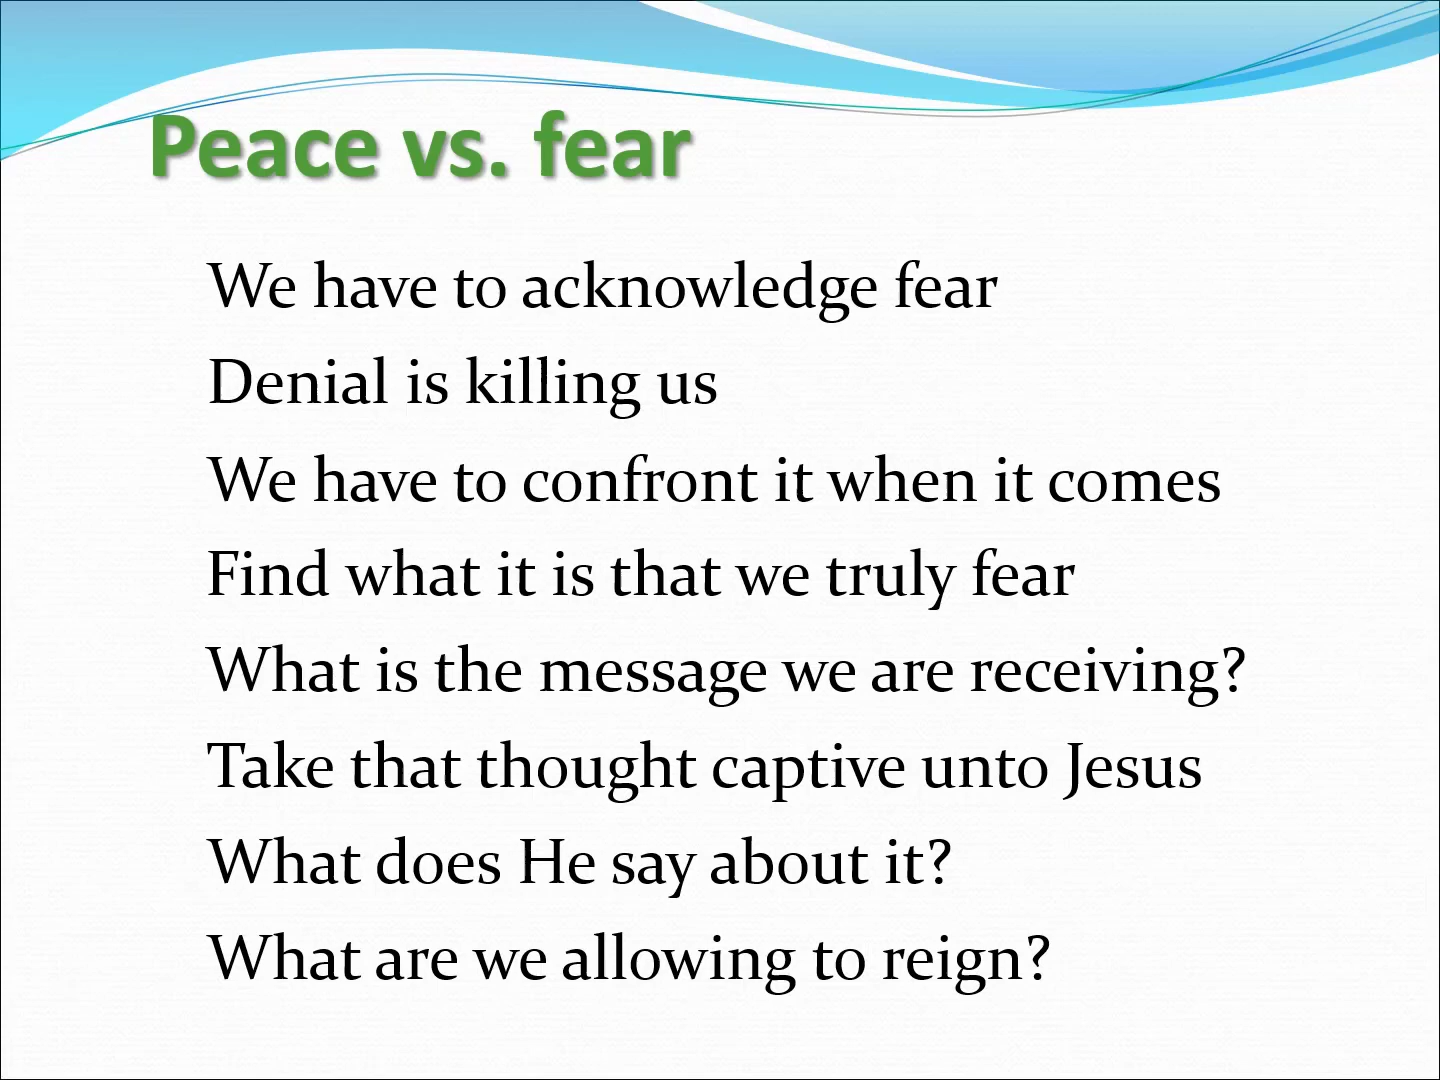 Peace vs. fear
We have to acknowledge fear
Denial is killing us
We have to confront it when it comes
Find what it is that we truly fear
What is the message we are receiving?
Take that thought captive unto Jesus
What does He say about it?
What are we allowing to reign?